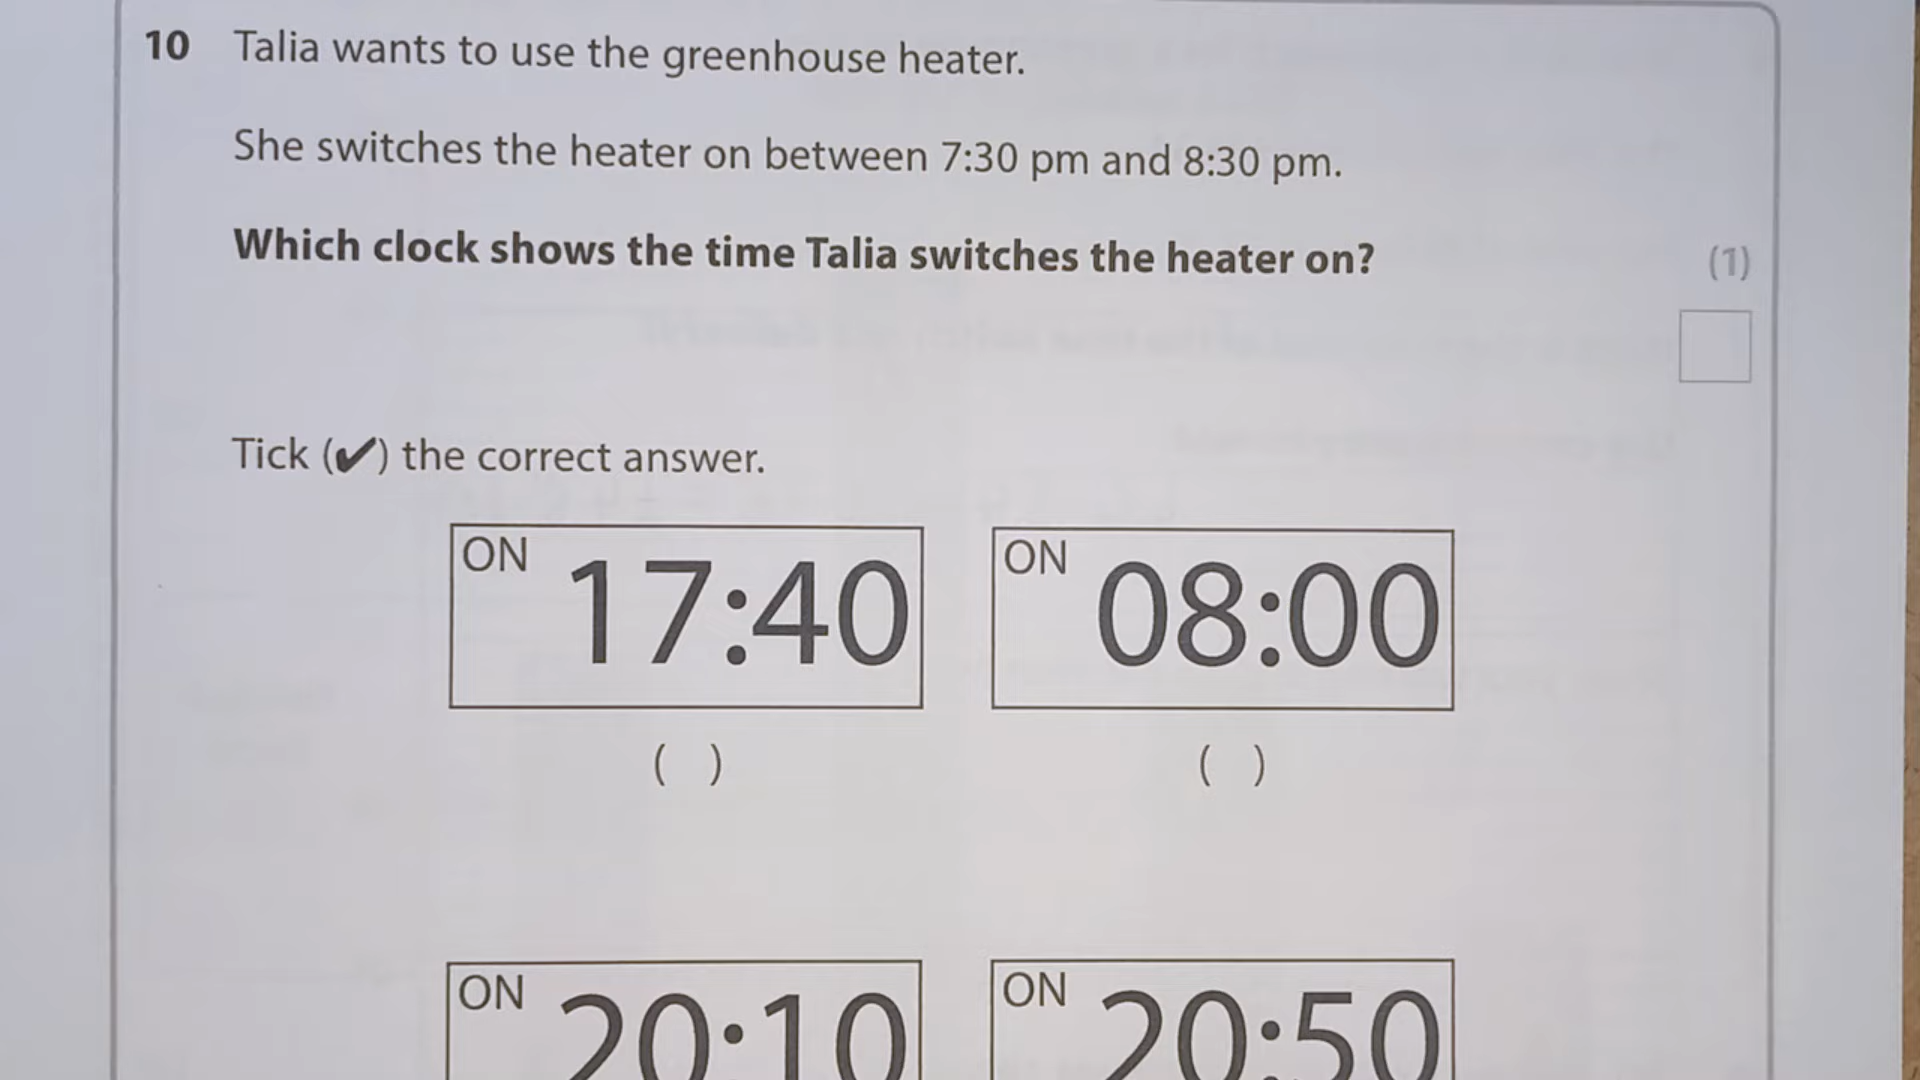 10 Talia wants to use the greenhouse heater.
She switches the heater on between 7:30 pm and 8:30 pm.
Which clock shows the time Talia switches the heater on?
(1)
Tick (✔) the correct answer.
ON 17:40
ON 08:00
( )
( )
ON 20:10
ON 20:50